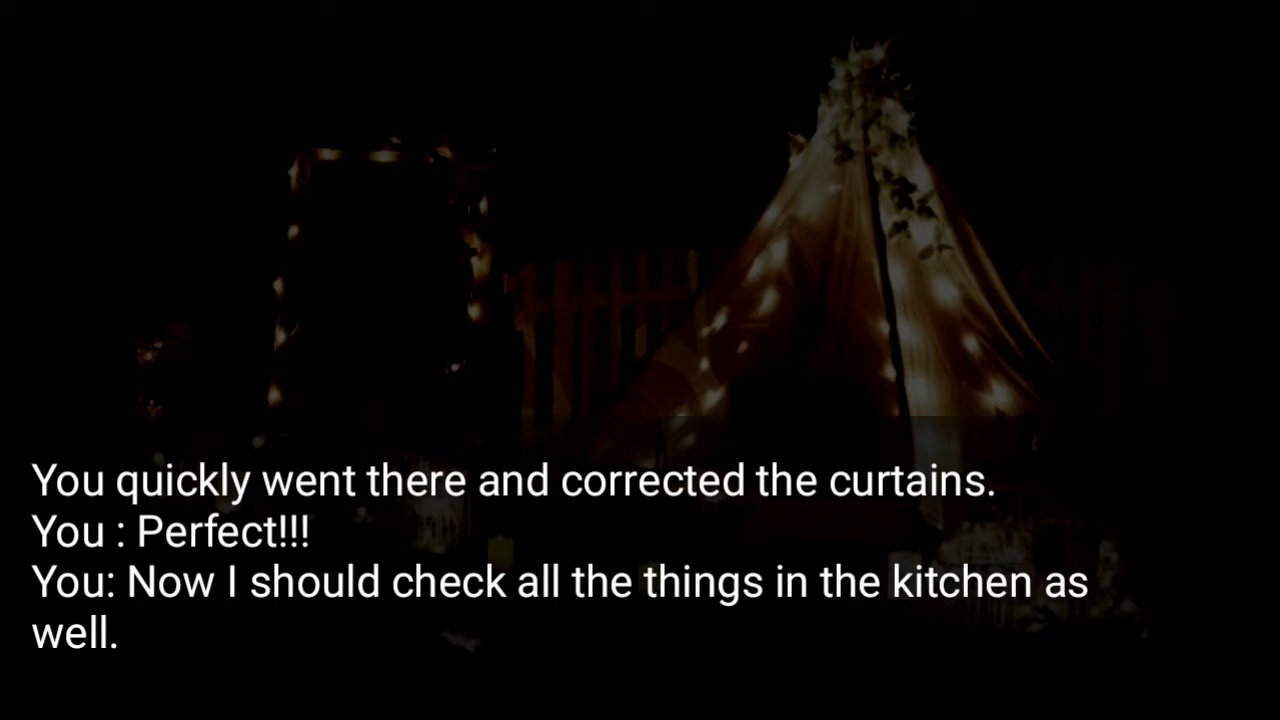 You quickly went there and corrected the curtains.
You : Perfect!!!
You: Now I should check all the things in the kitchen as
well.